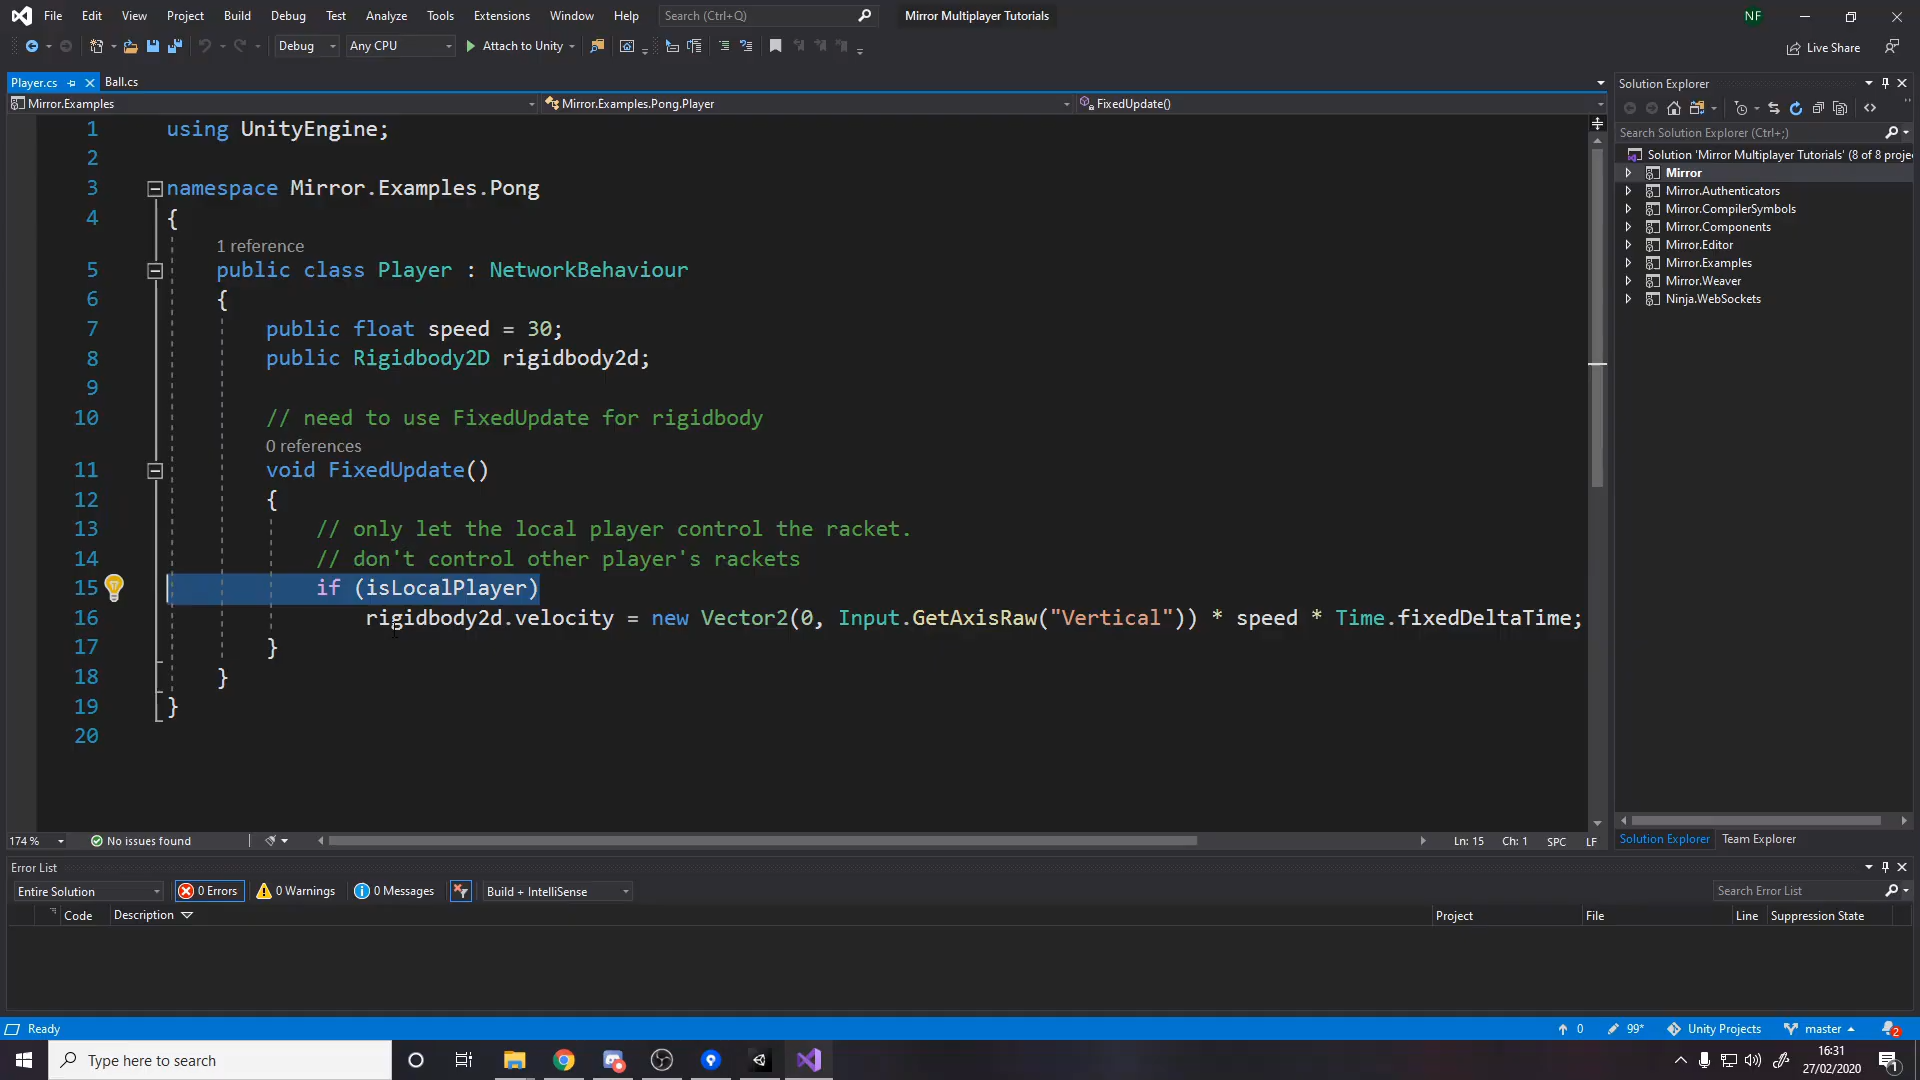 File Edit View Project Build Debug Test Analyze Tools Extensions Window Help Search (Ctrl+Q) Mirror Multiplayer Tutorials NF
Debug Any CPU Attach to Unity Live Share
Player.cs Ball.cs
Mirror.Examples Mirror.Examples.Pong.Player FixedUpdate()
1 using UnityEngine;
2
3 namespace Mirror.Examples.Pong
4 {
1 reference
5 public class Player : NetworkBehaviour
6 {
7 public float speed = 30;
8 public Rigidbody2D rigidbody2d;
9
10 // need to use FixedUpdate for rigidbody
0 references
11 void FixedUpdate()
12 {
13 // only let the local player control the racket.
14 // don't control other player's rackets
15 if (isLocalPlayer)
16 rigidbody2d.velocity = new Vector2(0, Input.GetAxisRaw("Vertical")) * speed * Time.fixedDeltaTime;
17 }
18 }
19 }
20
174 % No issues found Ln: 15 Ch: 1 SPC LF
Solution Explorer
Search Solution Explorer (Ctrl+;)
Solution 'Mirror Multiplayer Tutorials' (8 of 8 proje
Mirror
Mirror.Authenticators
Mirror.CompilerSymbols
Mirror.Components
Mirror.Editor
Mirror.Examples
Mirror.Weaver
Ninja.WebSockets
Solution Explorer Team Explorer
Error List
Entire Solution 0 Errors 0 Warnings 0 Messages Build + IntelliSense Search Error List
Code Description Project File Line Suppression State
Ready 0 99* Unity Projects master 2
Type here to search 16:31
27/02/2020 1